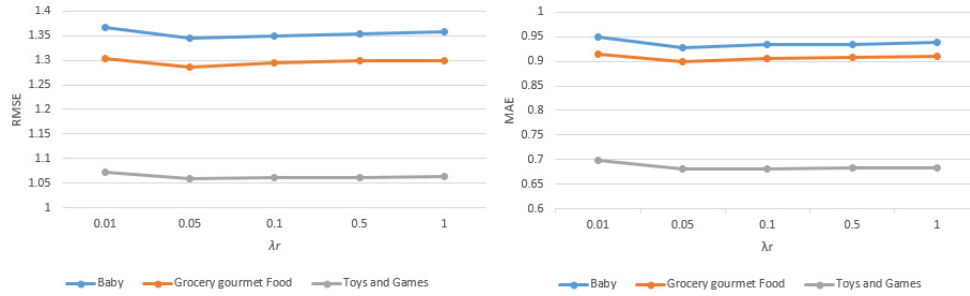 1.4
1.35
1.3
1.25
1.2
1.15
1.1
1.05
1
RMSE
0.01 0.05 0.1 0.5 1
λr
Baby Grocery gourmet Food Toys and Games
1
0.95
0.9
0.85
0.8
0.75
0.7
0.65
0.6
MAE
0.01 0.05 0.1 0.5 1
λr
Baby Grocery gourmet Food Toys and Games